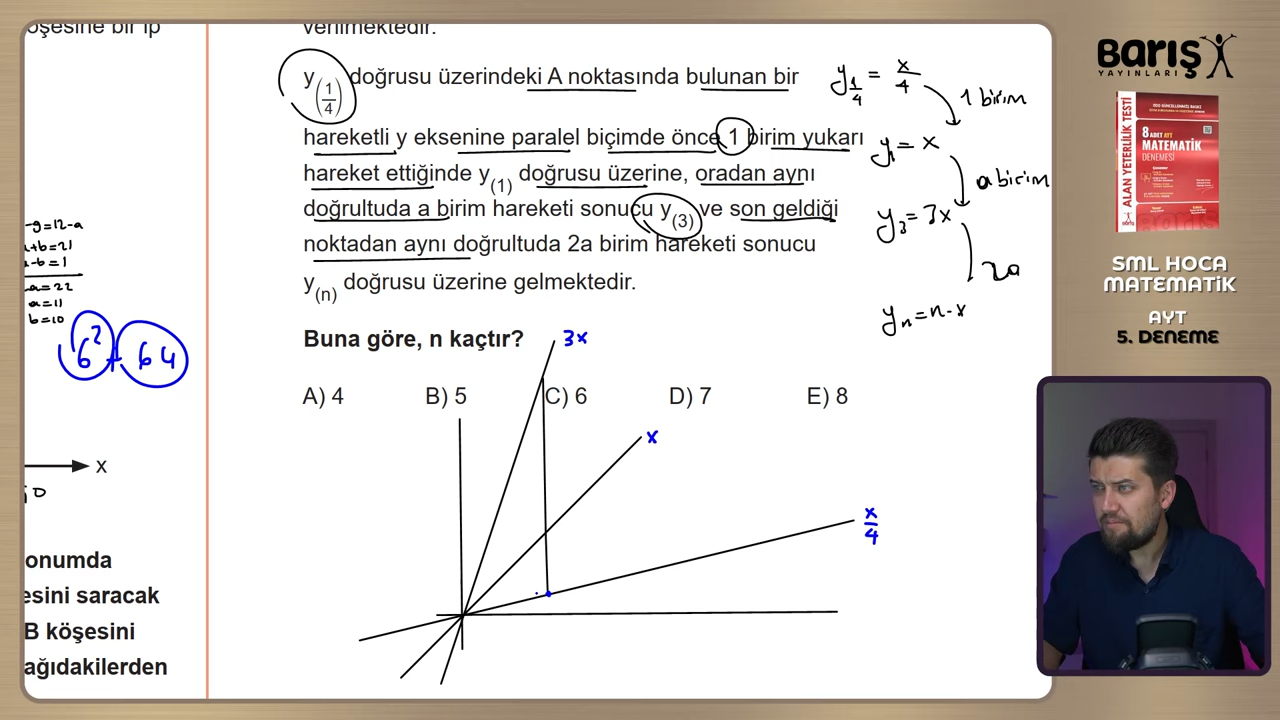 öşesine bir ip
verilmektedir.
y(1/4) doğrusu üzerindeki A noktasında bulunan bir
hareketli y eksenine paralel biçimde önce 1 birim yukarı
hareket ettiğinde y(1) doğrusu üzerine, oradan aynı
doğrultuda a birim hareketi sonucu y(3) ve son geldiği
noktadan aynı doğrultuda 2a birim hareketi sonucu
y(n) doğrusu üzerine gelmektedir.
Buna göre, n kaçtır?
A) 4 B) 5 C) 6 D) 7 E) 8
y1/4 = x/4
1 birim
y1 = x
a birim
y3 = 3x
2a
yn = n·x
3x
x
x/4
-b=1
a=11
b=10
6² + 64
x
onumda
esini saracak
B köşesini
ağıdakilerden
BARIŞ
YAYINLARI
ALAN YETERLİLİK TESTİ
8 ADET AYT
MATEMATİK
DENEMESİ
SML HOCA
MATEMATİK
AYT
5. DENEME